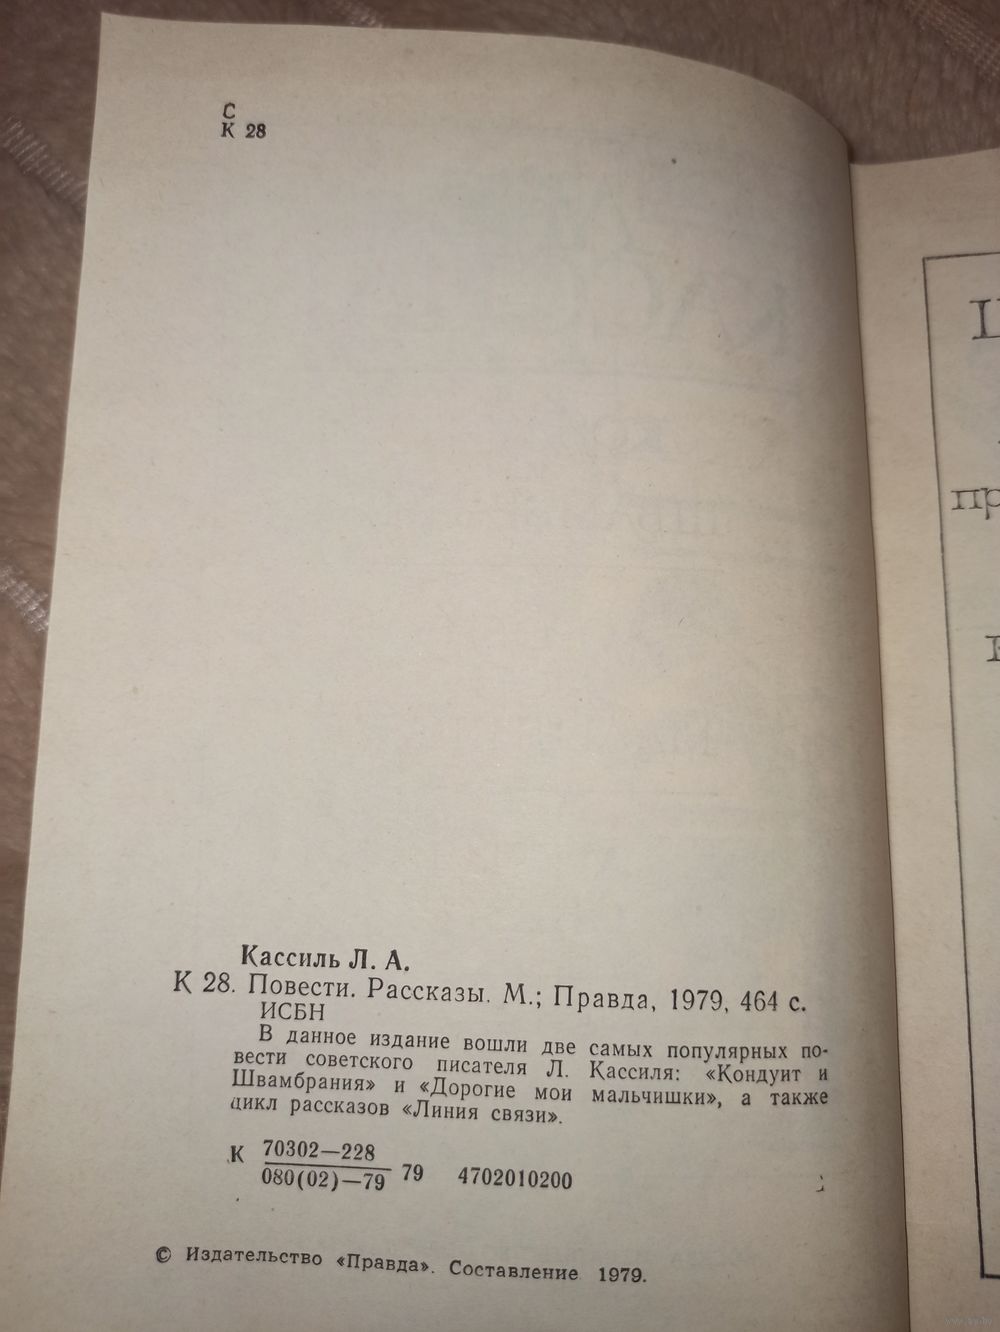 С
К 28
Кассиль Л. А.
К 28. Повести. Рассказы. М.; Правда, 1979, 464 с.
ИСБН
В данное издание вошли две самых популярных по-
вести советского писателя Л. Кассиля: «Кондуит и
Швамбрания» и «Дорогие мои мальчишки», а также
цикл рассказов «Линия связи».
К 70302—228
080(02)—79 79 4702010200
© Издательство «Правда». Составление 1979.